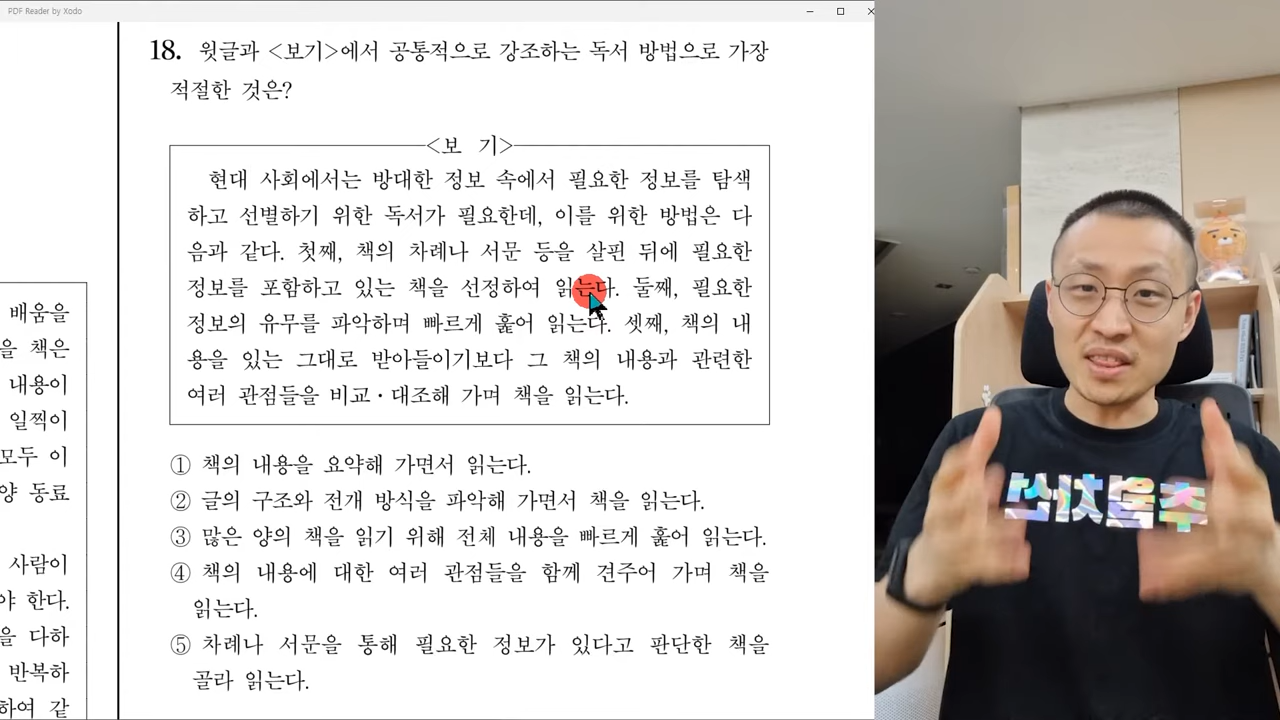 PDF Reader by Xodo
배움을
을 책은
내용이
일찍이
모두 이
양 동료
사람이
야 한다.
을 다하
반복하
하여 같
18. 윗글과 <보기>에서 공통적으로 강조하는 독서 방법으로 가장
적절한 것은?
<보 기>
현대 사회에서는 방대한 정보 속에서 필요한 정보를 탐색
하고 선별하기 위한 독서가 필요한데, 이를 위한 방법은 다
음과 같다. 첫째, 책의 차례나 서문 등을 살핀 뒤에 필요한
정보를 포함하고 있는 책을 선정하여 읽는다. 둘째, 필요한
정보의 유무를 파악하며 빠르게 훑어 읽는다. 셋째, 책의 내
용을 있는 그대로 받아들이기보다 그 책의 내용과 관련한
여러 관점들을 비교·대조해 가며 책을 읽는다.
① 책의 내용을 요약해 가면서 읽는다.
② 글의 구조와 전개 방식을 파악해 가면서 책을 읽는다.
③ 많은 양의 책을 읽기 위해 전체 내용을 빠르게 훑어 읽는다.
④ 책의 내용에 대한 여러 관점들을 함께 견주어 가며 책을
읽는다.
⑤ 차례나 서문을 통해 필요한 정보가 있다고 판단한 책을
골라 읽는다.